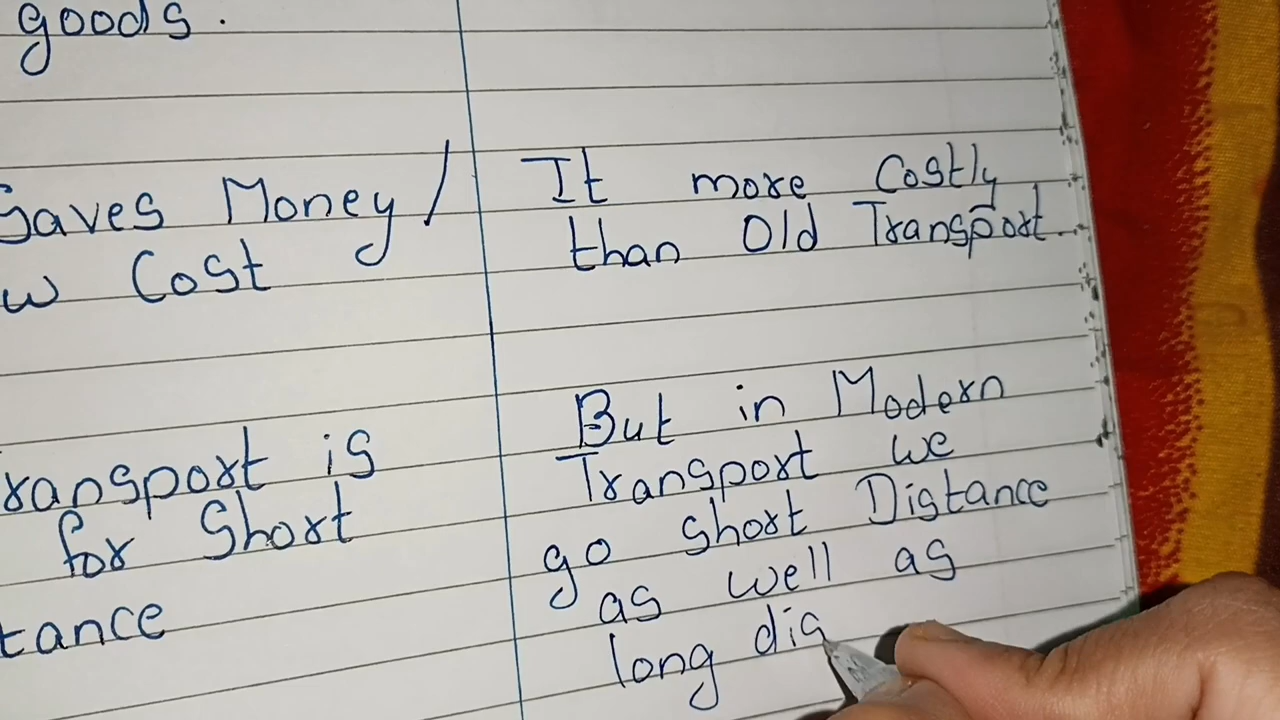 goods.
Saves Money/
w Cost
ransport is
for Short
tance
It more Costly
than Old Transport.
But in Modern
Transport we
go short Distance
as well as
long dis